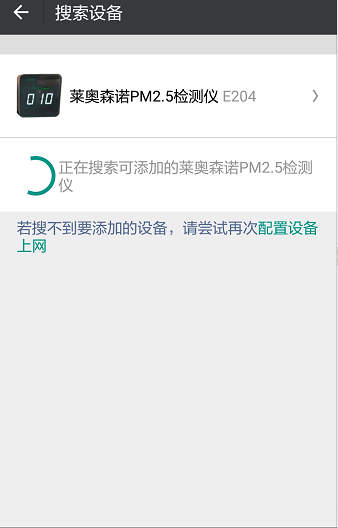 搜索设备
010
莱奥森诺PM2.5检测仪 E204
正在搜索可添加的莱奥森诺PM2.5检测
仪
若搜不到要添加的设备，请尝试再次配置设备
上网